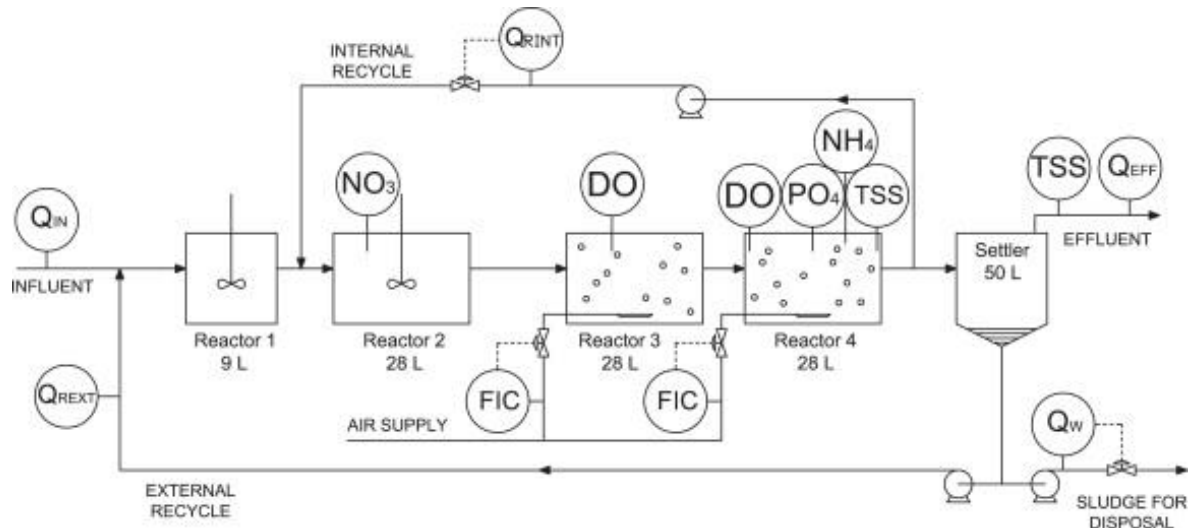 INTERNAL
RECYCLE
QRINT
QIN
INFLUENT
NO3
DO
DO
PO4
NH4
TSS
TSS
QEFF
EFFLUENT
Settler
50 L
Reactor 1
9 L
Reactor 2
28 L
Reactor 3
28 L
Reactor 4
28 L
QREXT
FIC
FIC
AIR SUPPLY
QW
EXTERNAL
RECYCLE
SLUDGE FOR
DISPOSAL